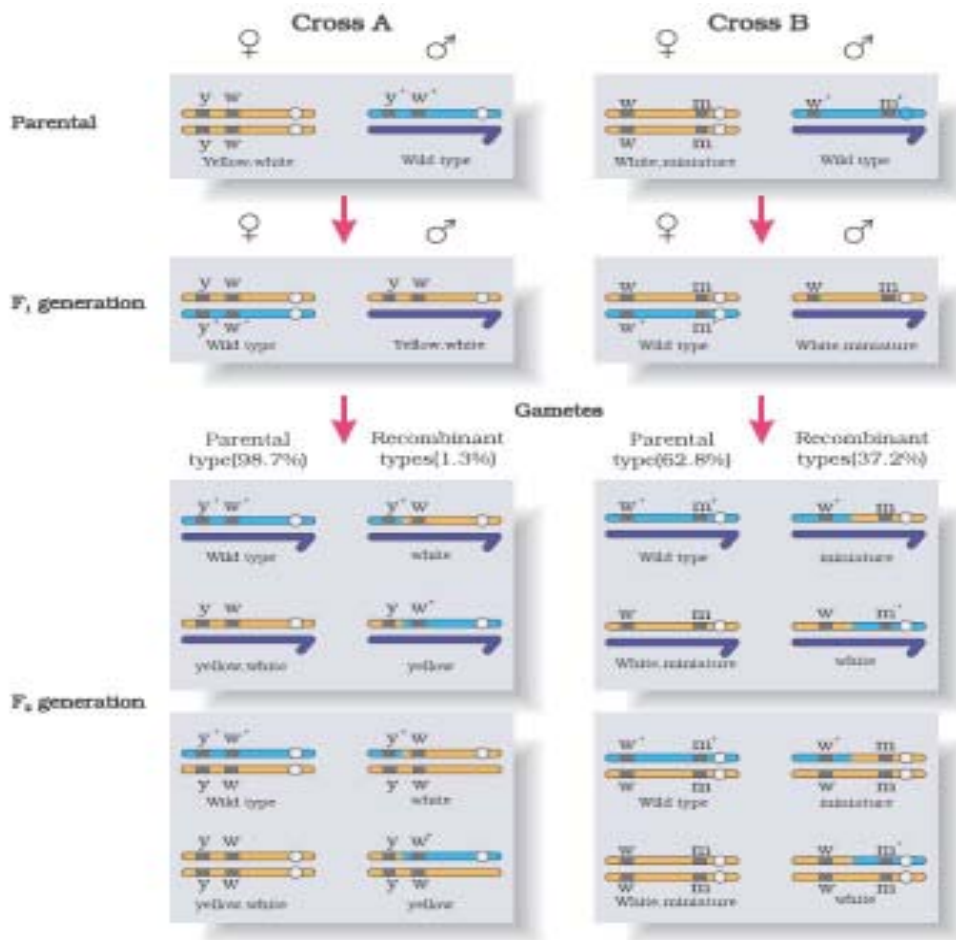 Cross A Cross B
♀ ♂ ♀ ♂
Parental
y w y⁺ w⁺ w m w⁺ m⁺
y w w m
Yellow,white Wild type White,miniature Wild type
♀ ♂ ♀ ♂
F₁ generation
y w y w w m w m
y⁺ w⁺ w⁺ m⁺
Wild type Yellow,white Wild type White,miniature
Gametes
Parental Recombinant Parental Recombinant
type(98.7%) types(1.3%) type(62.8%) types(37.2%)
y⁺ w⁺ y⁺ w w⁺ m⁺ w⁺ m
Wild type white Wild type miniature
y w y w⁺ w m w m⁺
yellow,white yellow White,miniature white
F₂ generation
y⁺ w⁺ y⁺ w w⁺ m⁺ w⁺ m
y w y w w m w m
Wild type white Wild type miniature
y w y w⁺ w m w m⁺
y w y w w m w m
yellow,white yellow White,miniature white